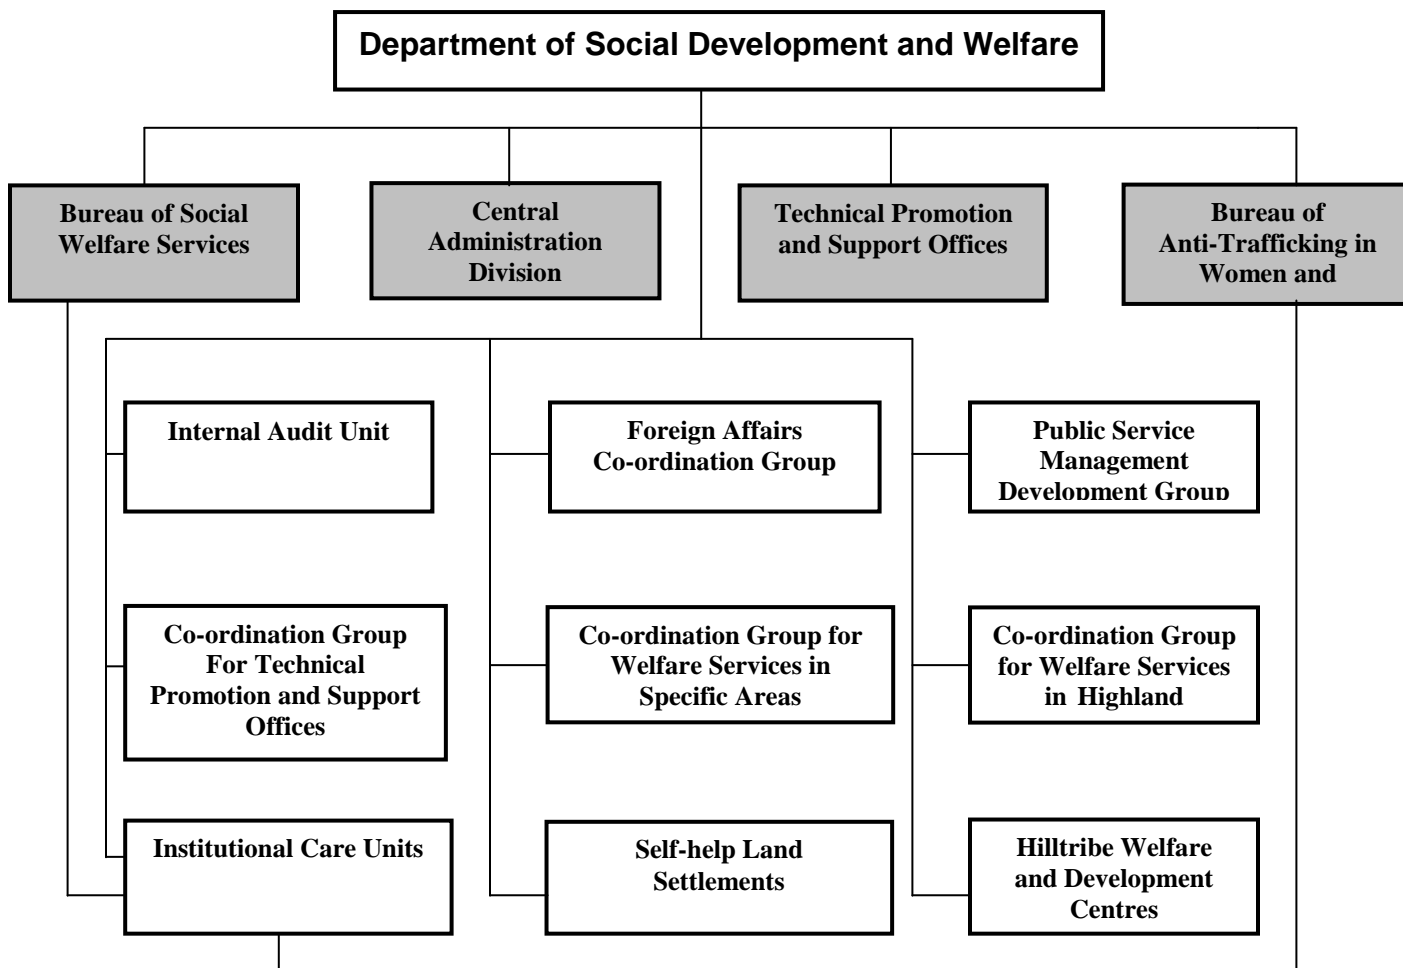 Department of Social Development and Welfare
Bureau of Social
Welfare Services
Central
Administration
Division
Technical Promotion
and Support Offices
Bureau of
Anti-Trafficking in
Women and
Internal Audit Unit
Foreign Affairs
Co-ordination Group
Public Service
Management
Development Group
Co-ordination Group
For Technical
Promotion and Support
Offices
Co-ordination Group for
Welfare Services in
Specific Areas
Co-ordination Group
for Welfare Services
in Highland
Institutional Care Units
Self-help Land
Settlements
Hilltribe Welfare
and Development
Centres